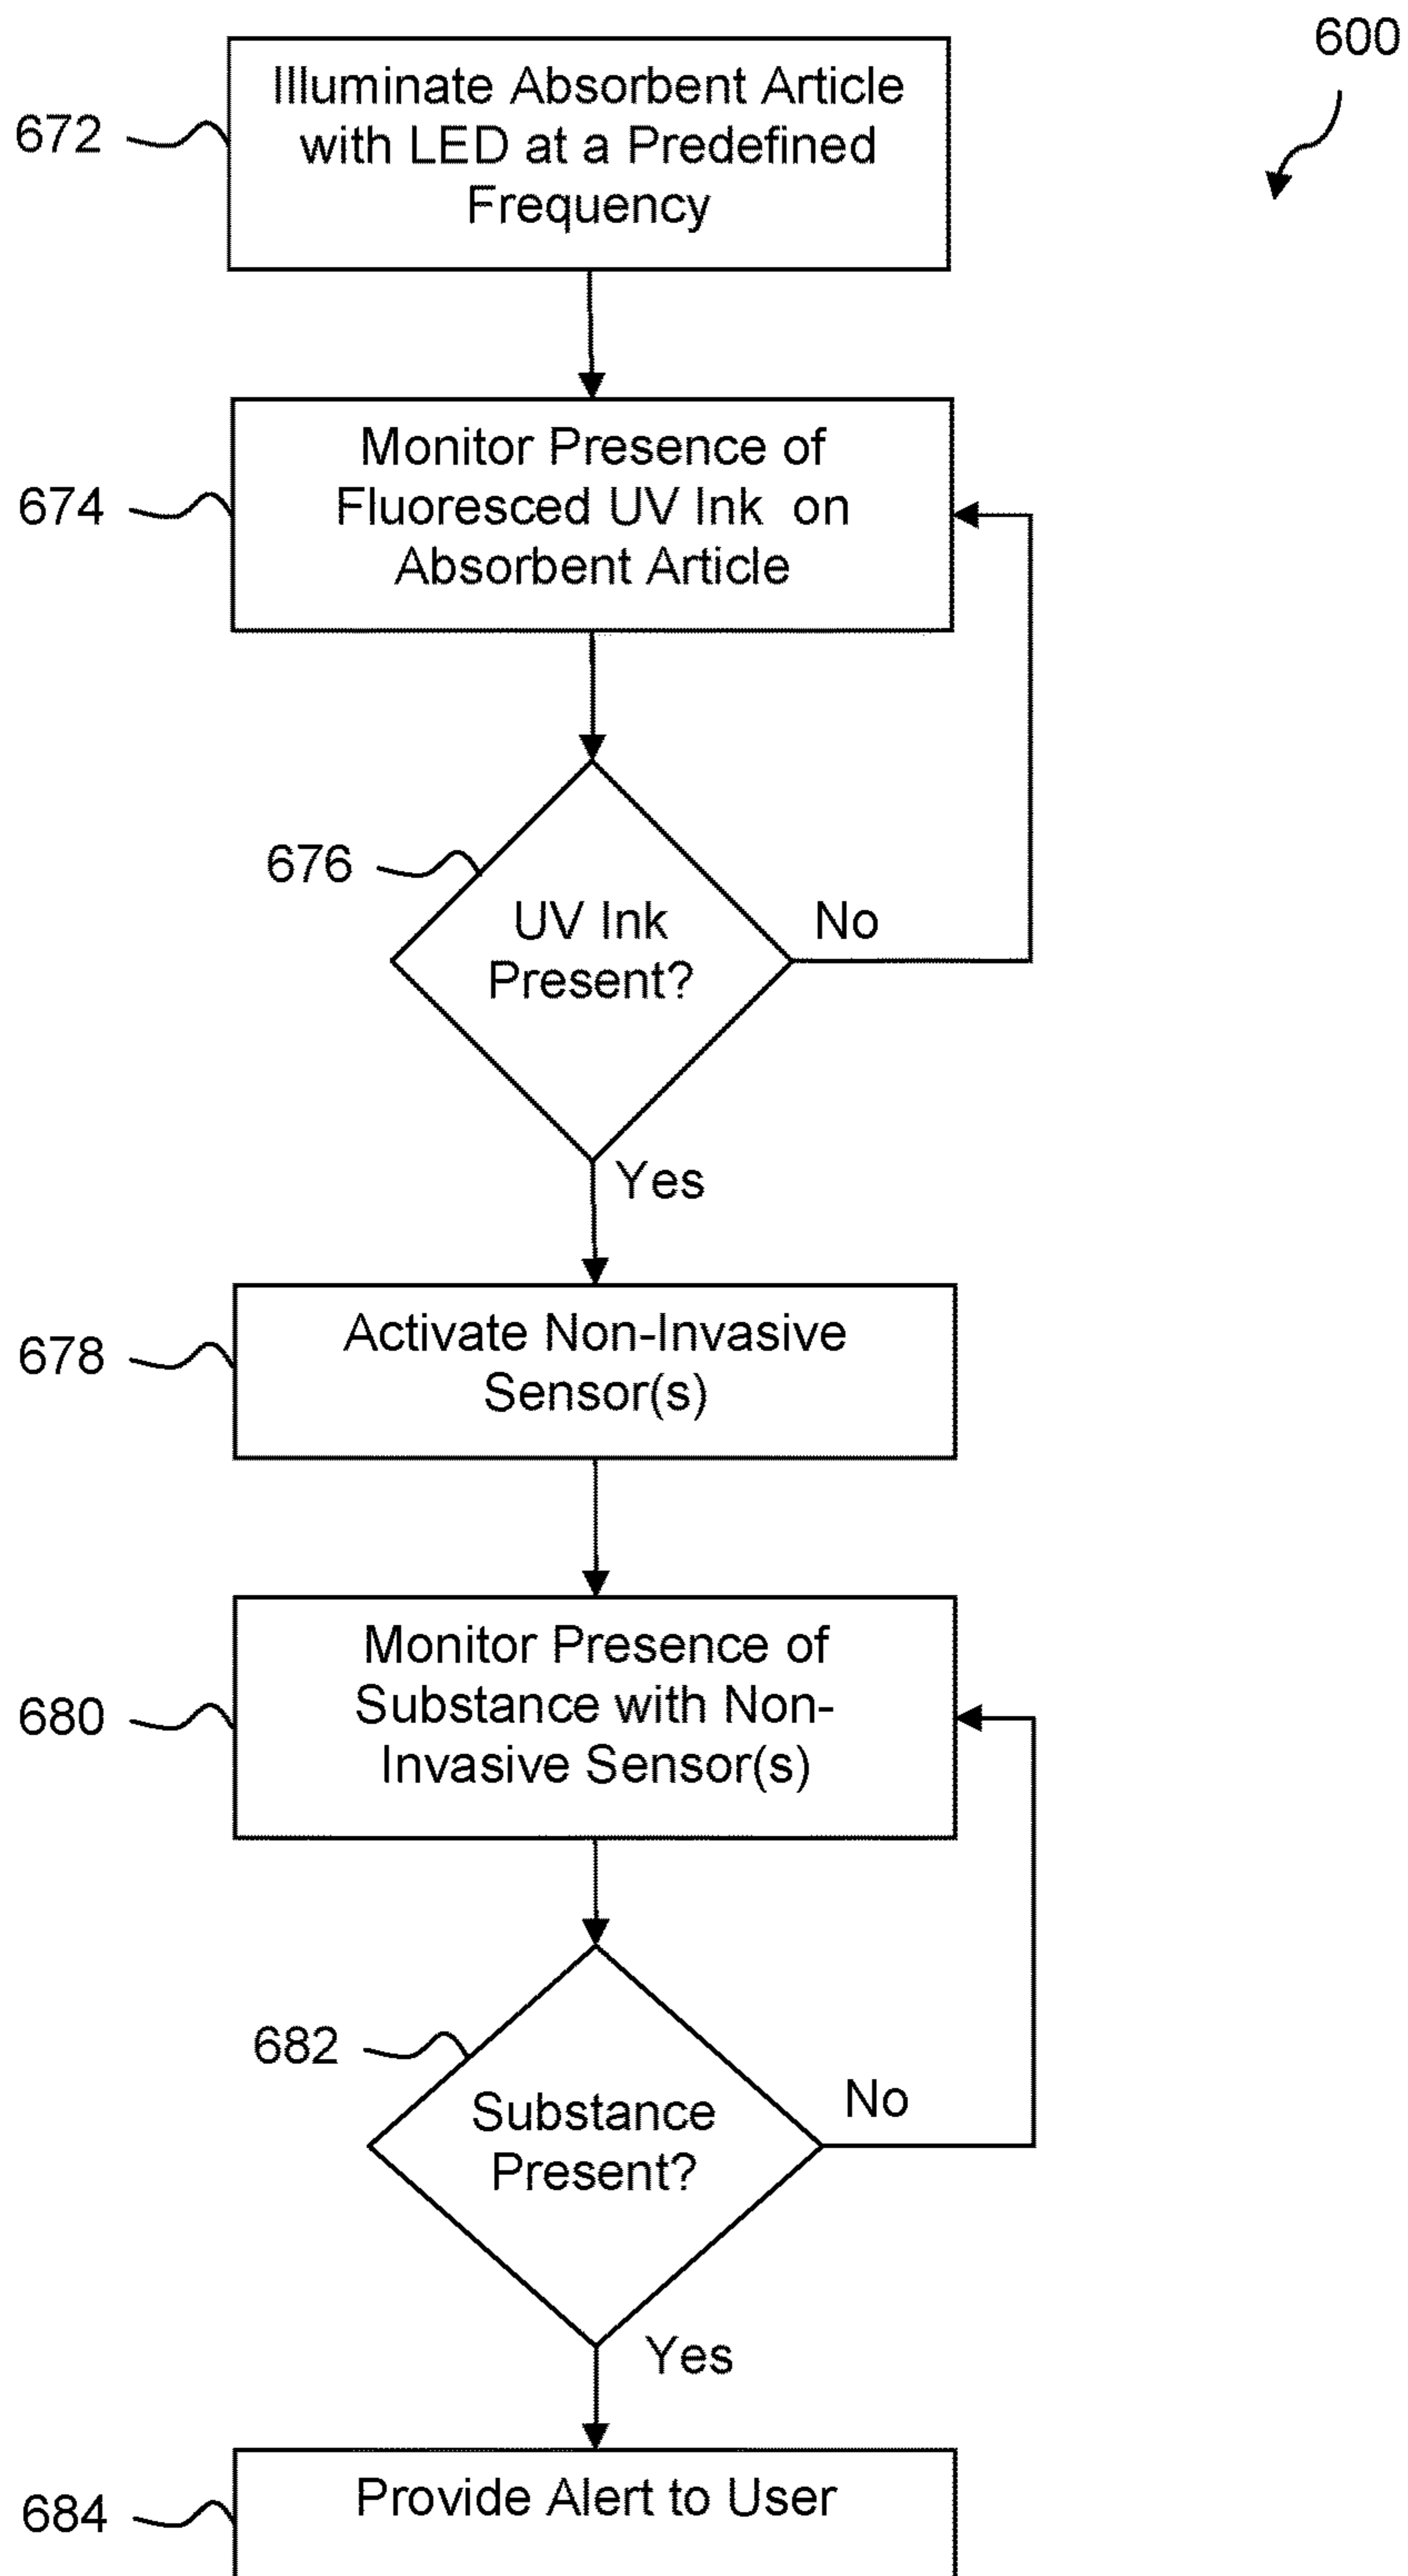 600
672
Illuminate Absorbent Article
with LED at a Predefined
Frequency
674
Monitor Presence of
Fluoresced UV Ink on
Absorbent Article
676
UV Ink
Present?
No
Yes
678
Activate Non-Invasive
Sensor(s)
680
Monitor Presence of
Substance with Non-
Invasive Sensor(s)
682
Substance
Present?
No
Yes
684
Provide Alert to User